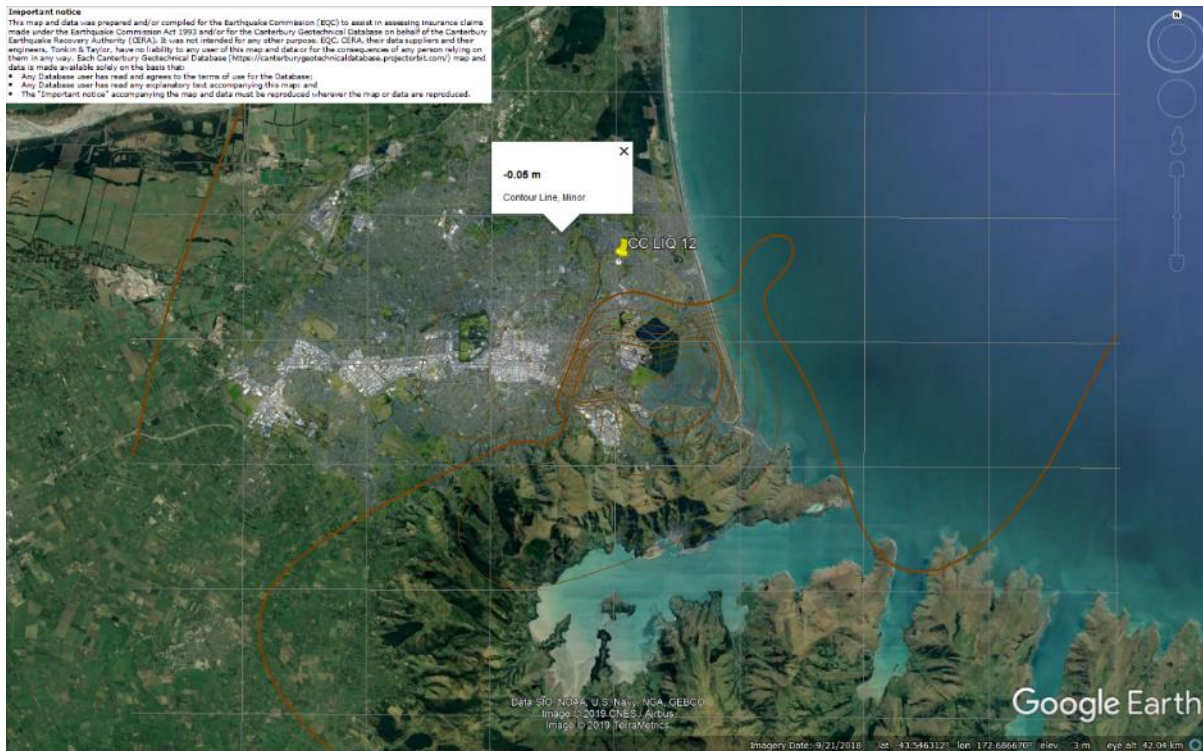 Important notice
This map and data was prepared and/or compiled for the Earthquake Commission (EQC) to assist in assessing insurance claims
made under the Earthquake Commission Act 1993 and/or for the Canterbury Geotechnical Database on behalf of the Canterbury
Earthquake Recovery Authority (CERA). It was not intended for any other purpose. EQC, CERA, their data suppliers and their
engineers, Tonkin & Taylor, have no liability to any user of this map and data or for the consequences of any person relying on
them in any way. Each Canterbury Geotechnical Database (https://canterburygeotechnicaldatabase.projectorbit.com/) map and
data is made available solely on the basis that:
• Any Database user has read and agrees to the terms of use for the Database;
• Any Database user has read any explanatory text accompanying this map; and
• The "Important notice" accompanying the map and data must be reproduced wherever the map or data are reproduced.
N
-0.05 m
Contour Line, Minor
CC LIQ 12
Data SIO, NOAA, U.S. Navy, NGA, GEBCO
Image © 2019 CNES / Airbus
Image © 2019 TerraMetrics
Google Earth
Imagery Date: 9/21/2018 lat -43.546312° lon 172.686670° elev 3 m eye alt 42.04 km